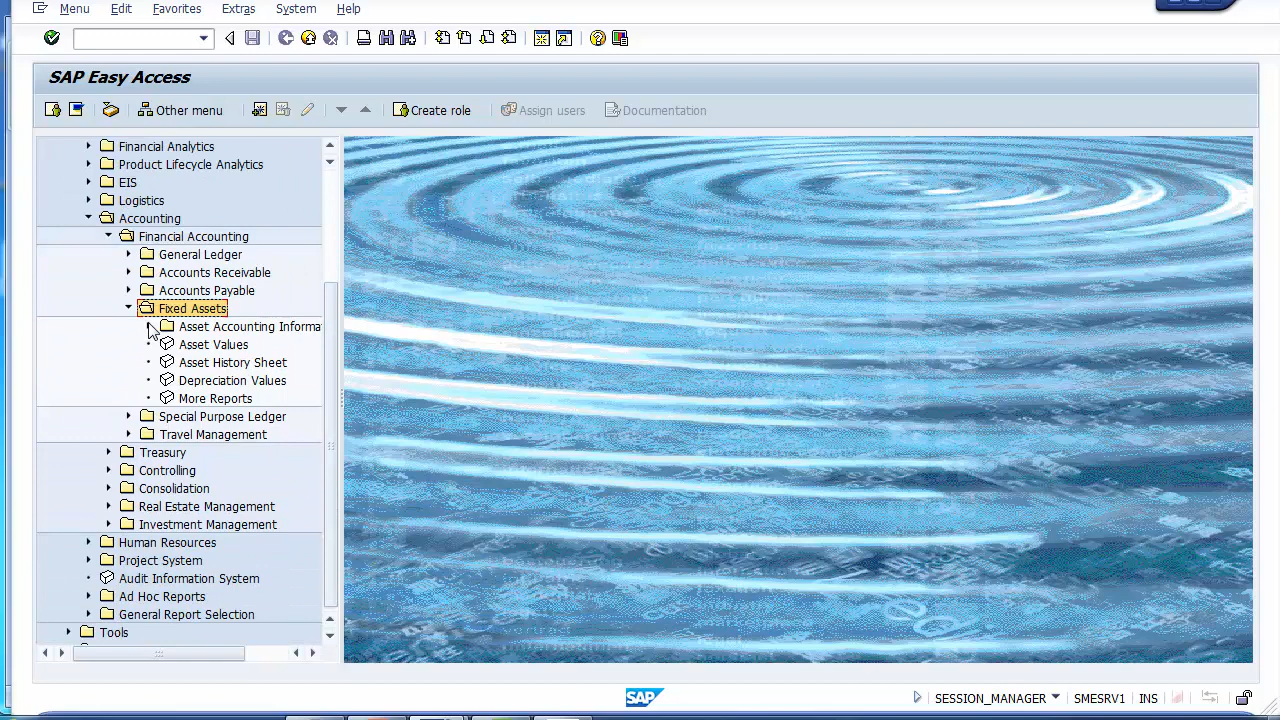 Menu Edit Favorites Extras System Help
SAP Easy Access
Other menu Create role Assign users Documentation
Financial Analytics
Product Lifecycle Analytics
EIS
Logistics
Accounting
Financial Accounting
General Ledger
Accounts Receivable
Accounts Payable
Fixed Assets
Asset Accounting Informa
Asset Values
Asset History Sheet
Depreciation Values
More Reports
Special Purpose Ledger
Travel Management
Treasury
Controlling
Consolidation
Real Estate Management
Investment Management
Human Resources
Project System
Audit Information System
Ad Hoc Reports
General Report Selection
Tools
SAP
SESSION_MANAGER SMESRV1 INS